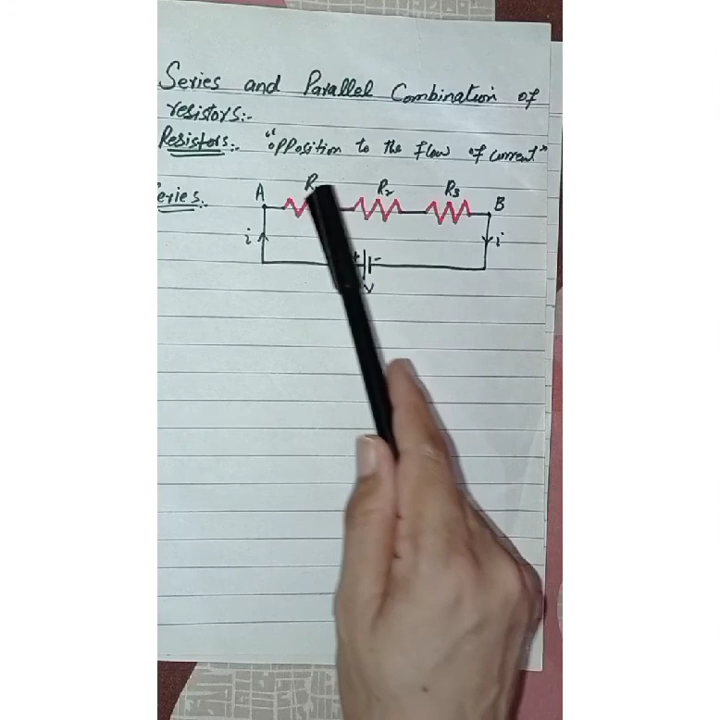 Series and Parallel Combination of
resistors:-
Resistors:- "opposition to the flow of current"
eries:
A R R2 R3 B
i i
+ -
V